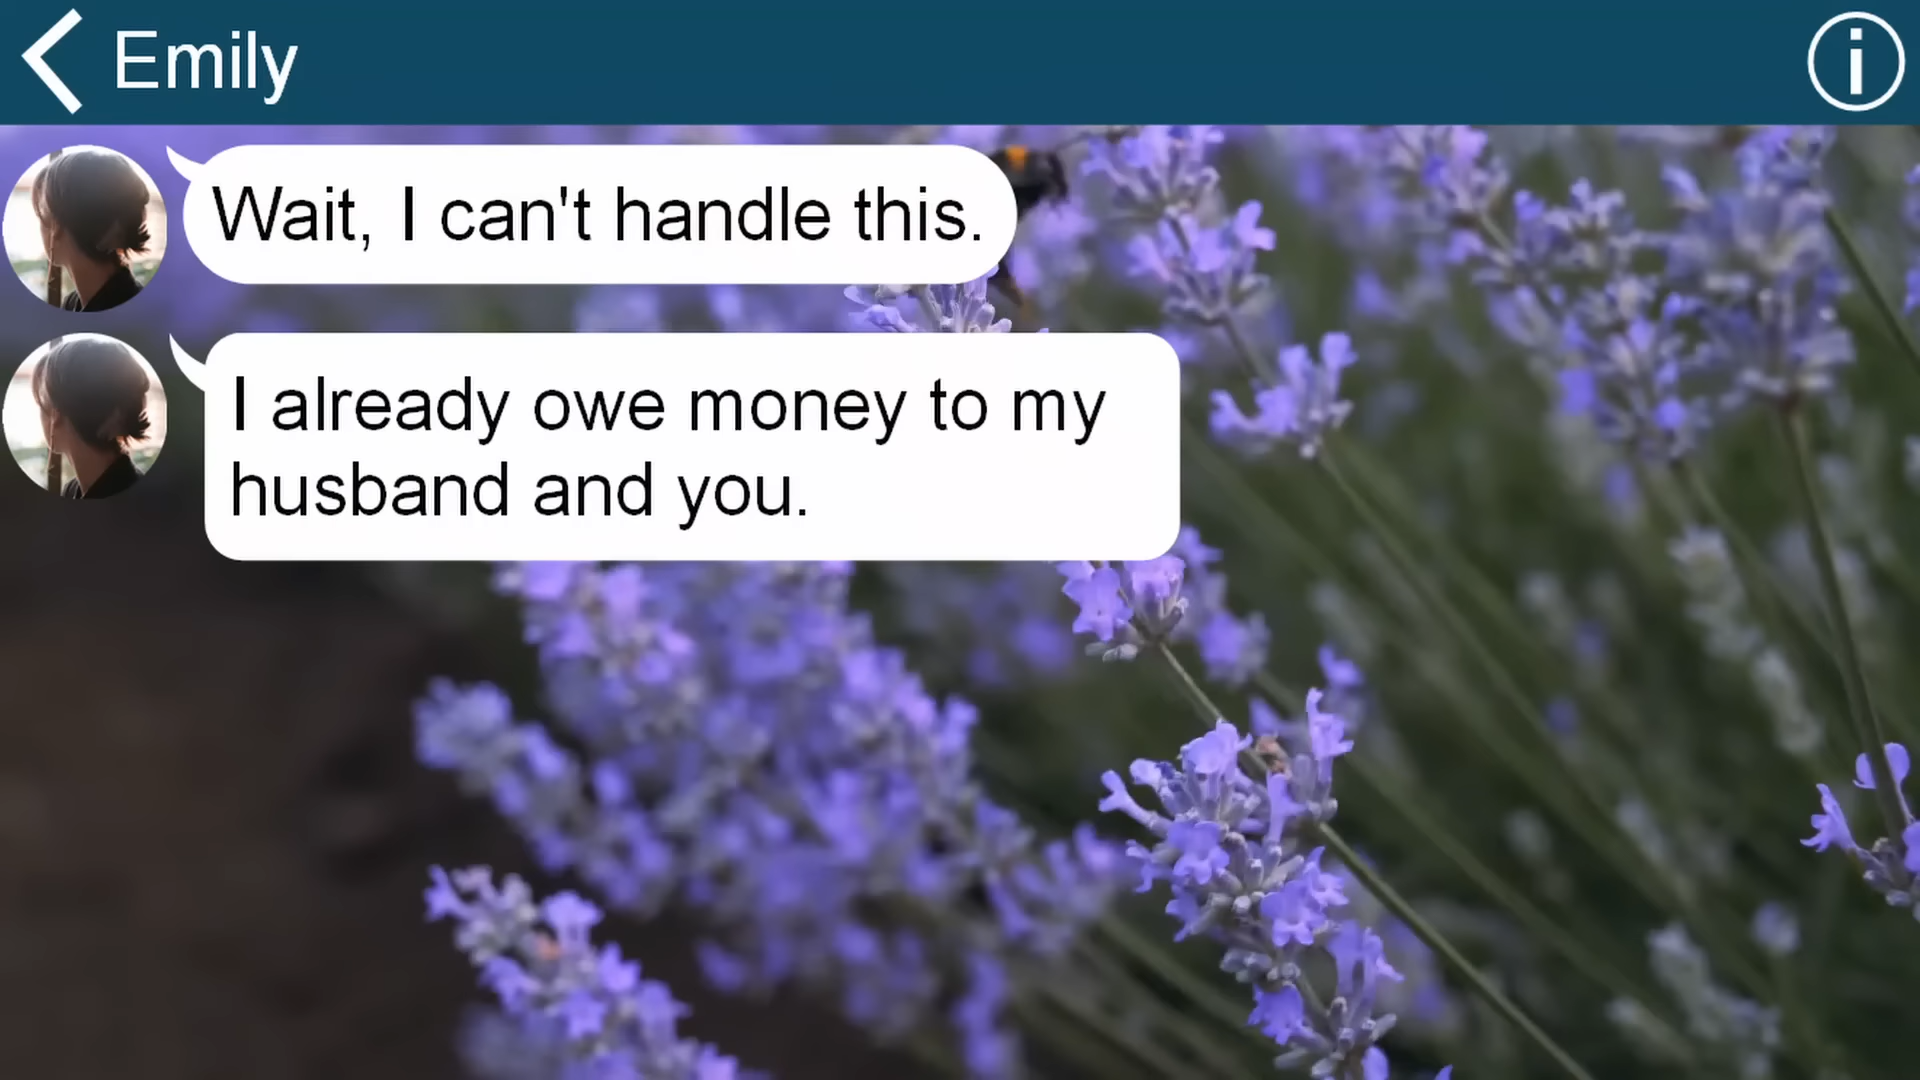 Emily
Wait, I can't handle this.
I already owe money to my
husband and you.